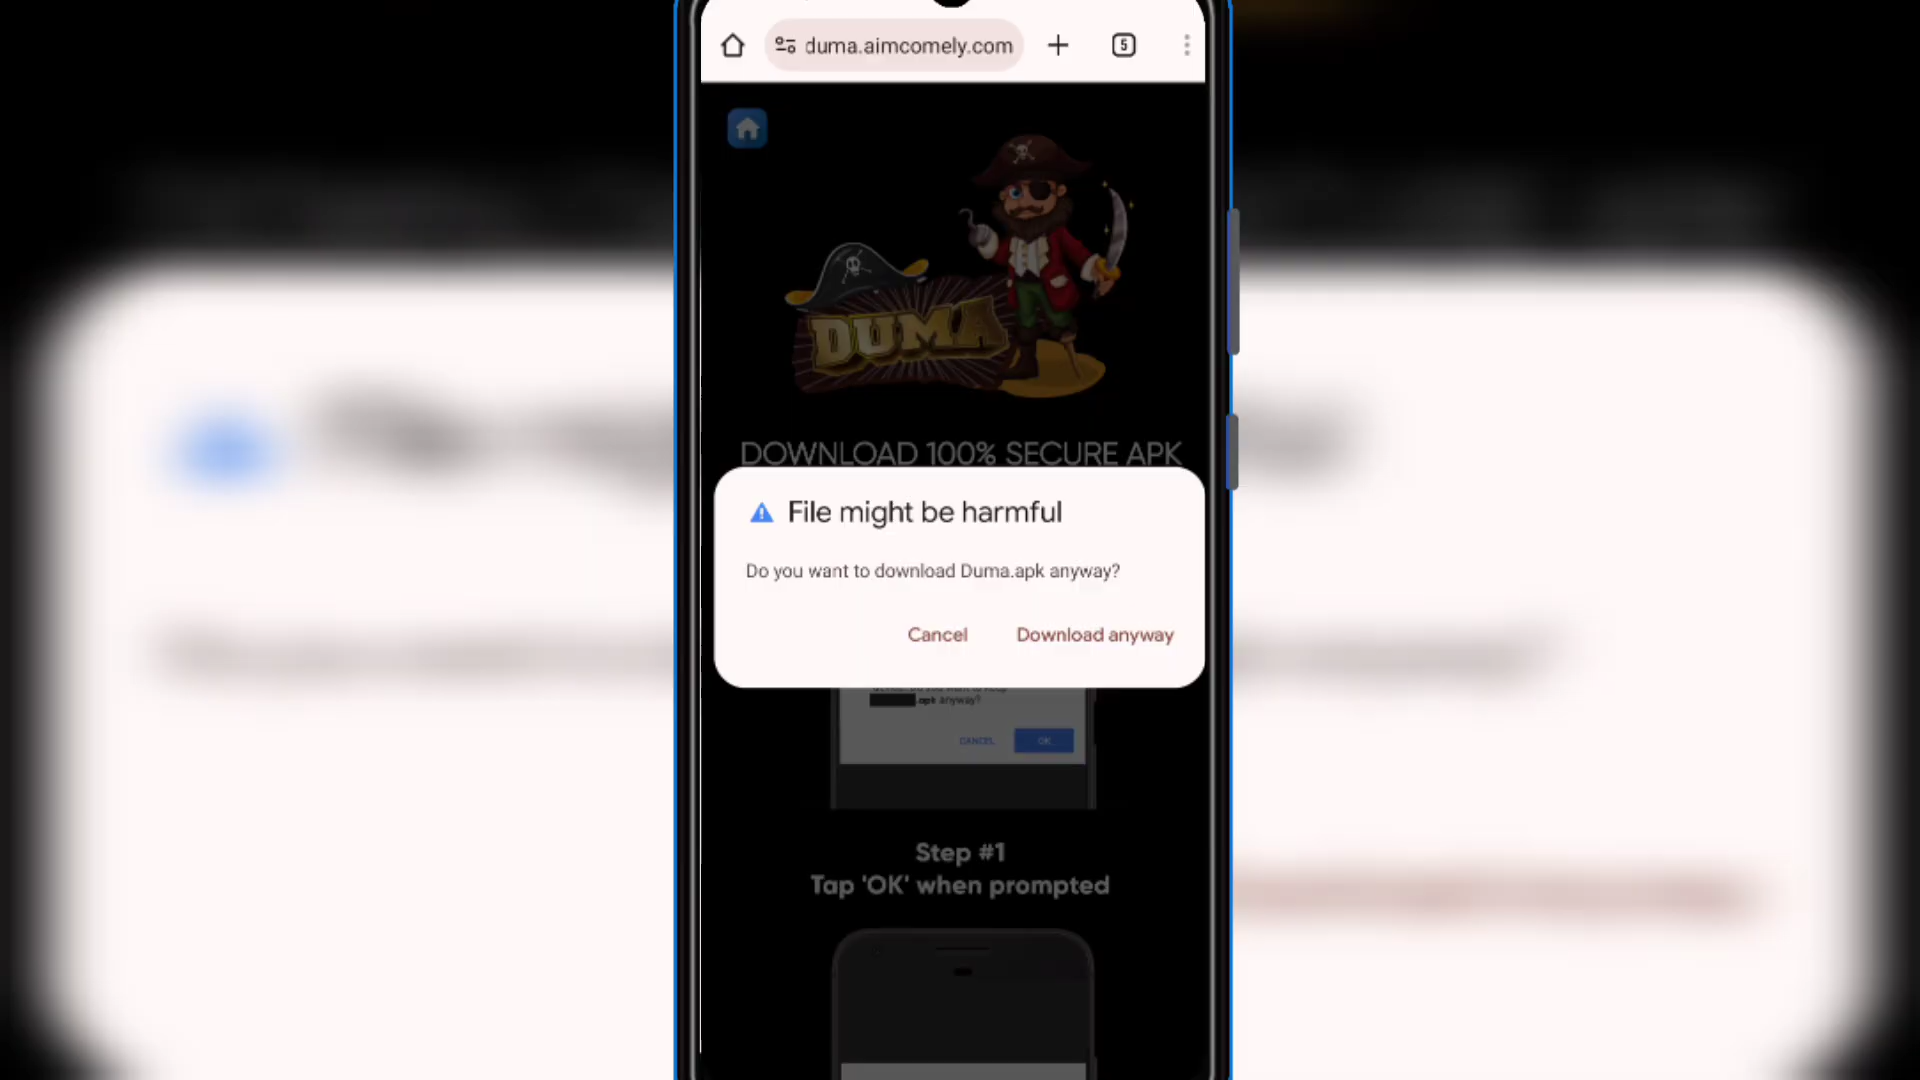 duma.aimcomely.com
5
DUMA
DOWNLOAD 100% SECURE APK
File might be harmful
Do you want to download Duma.apk anyway?
Cancel
Download anyway
.apk anyway?
CANCEL
OK
Step #1
Tap 'OK' when prompted